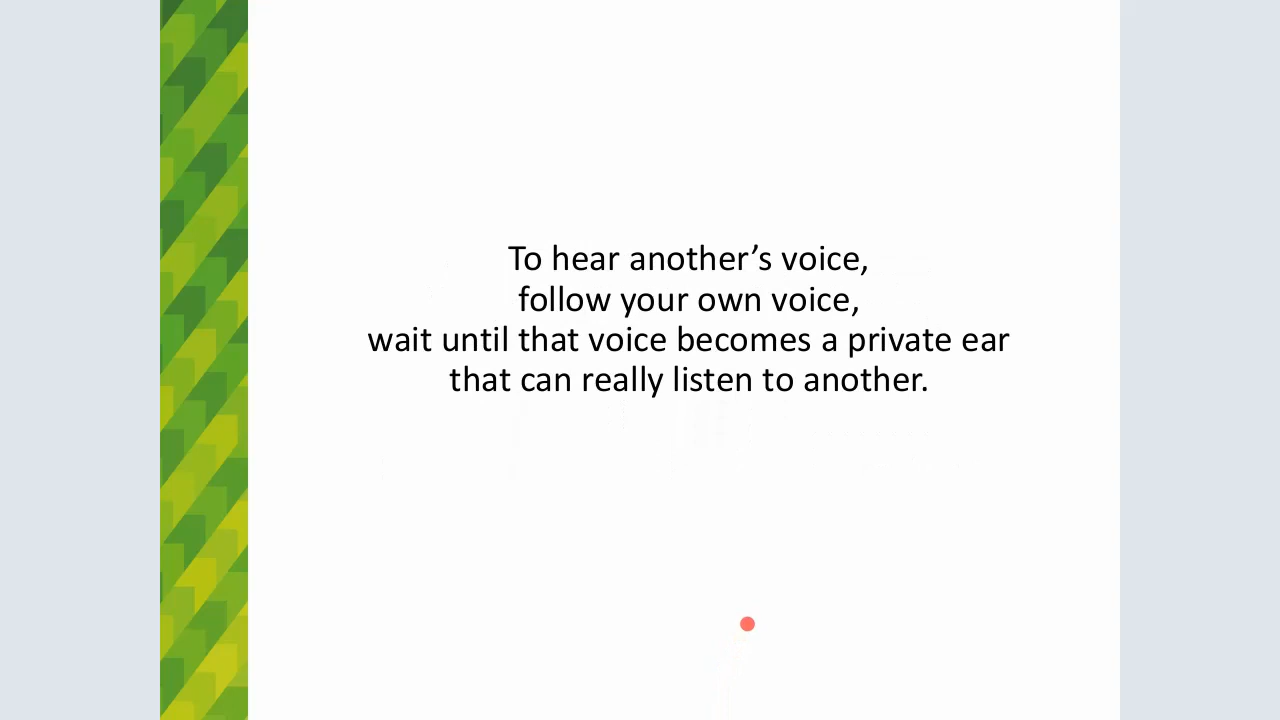 To hear another’s voice,
follow your own voice,
wait until that voice becomes a private ear
that can really listen to another.